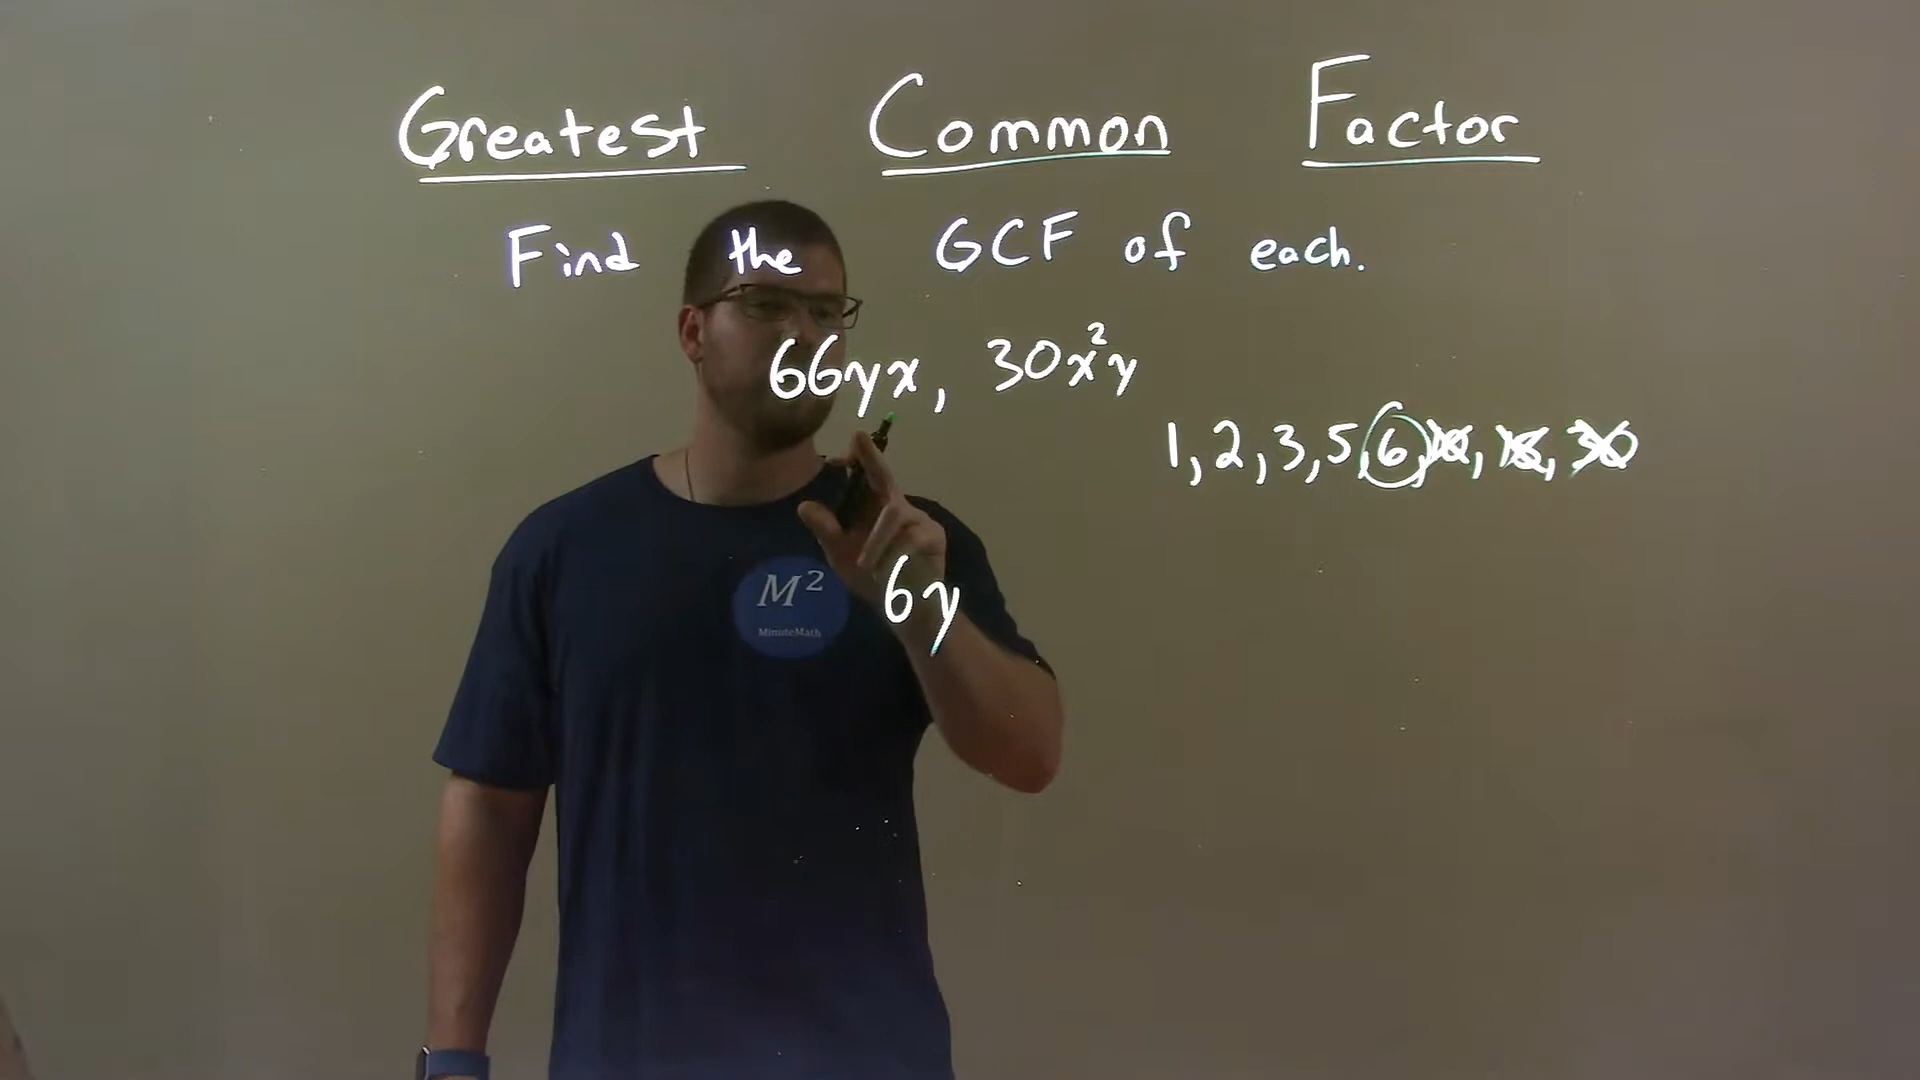 Greatest Common Factor
Find the GCF of each.
66yx, 30x²y
1, 2, 3, 5, 6, 10, 15, 30
6y
M²
MinuteMath